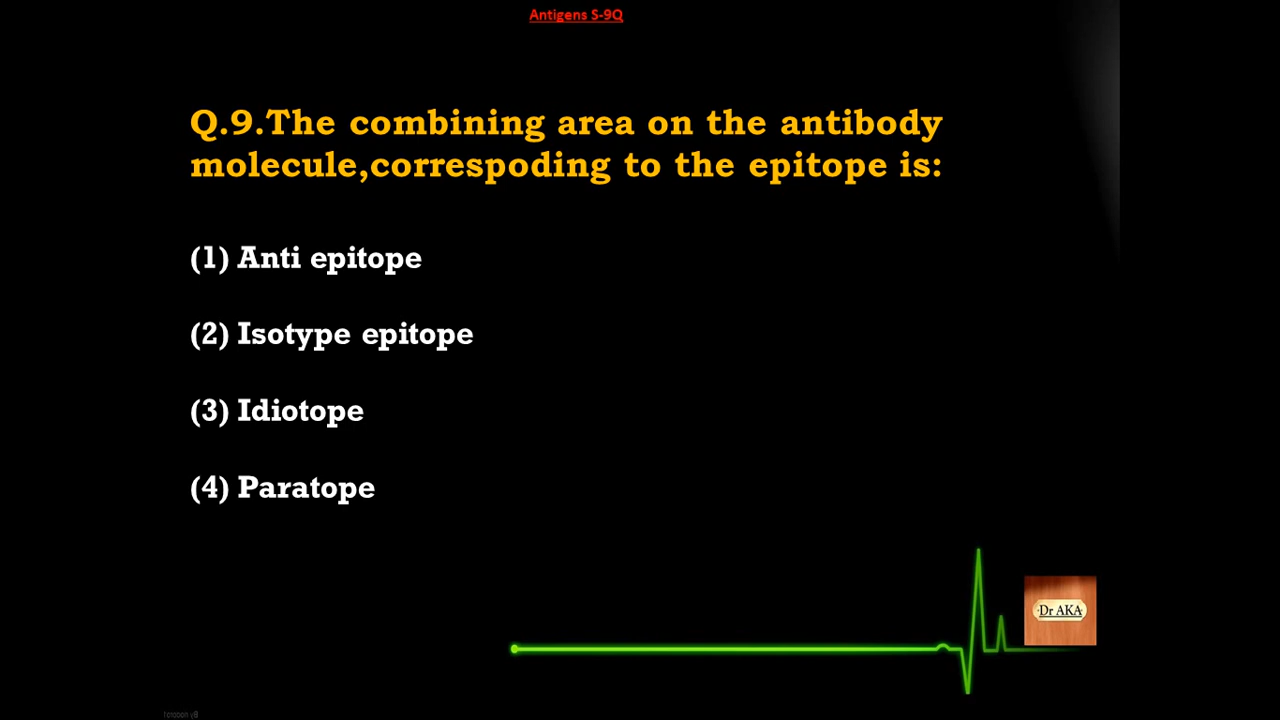 Antigens S-9Q
Q.9.The combining area on the antibody
molecule,correspoding to the epitope is:
(1) Anti epitope
(2) Isotype epitope
(3) Idiotope
(4) Paratope
Dr AKA